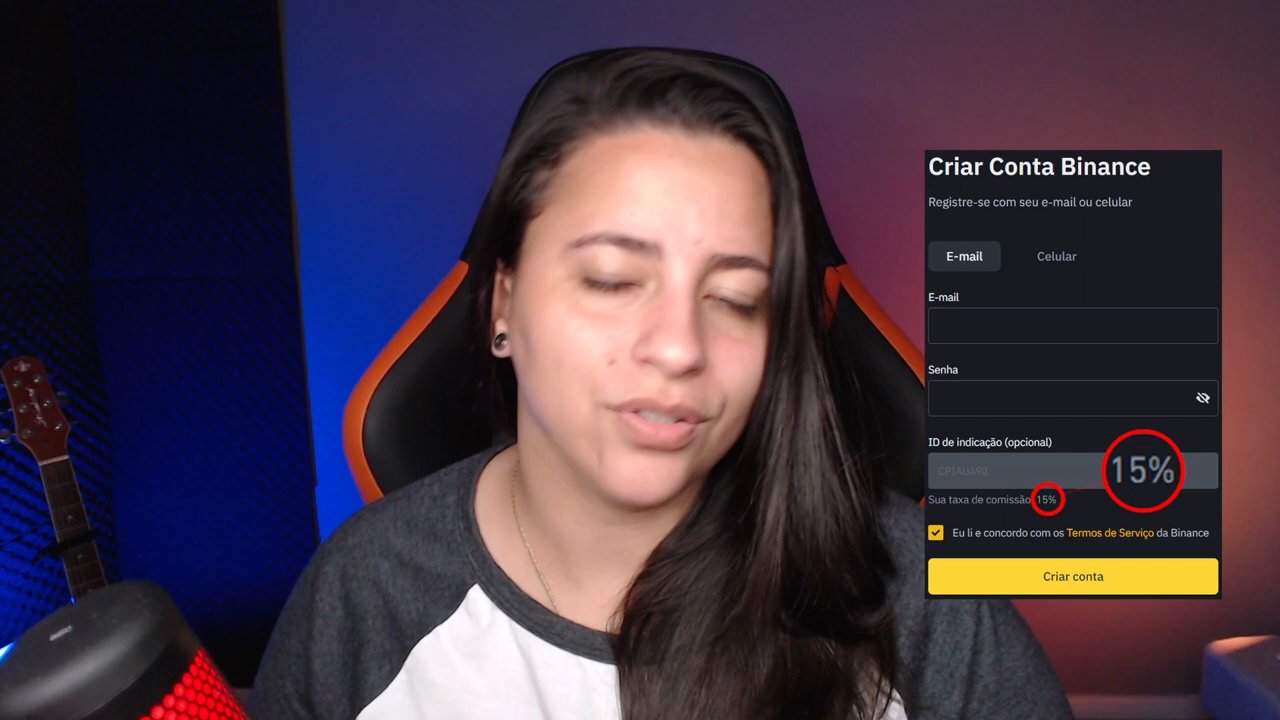 Criar Conta Binance
Registre-se com seu e-mail ou celular
E-mail Celular
E-mail
Senha
ID de indicação (opcional)
CPIAUA90
15%
Sua taxa de comissão 15%
Eu li e concordo com os Termos de Serviço da Binance
Criar conta